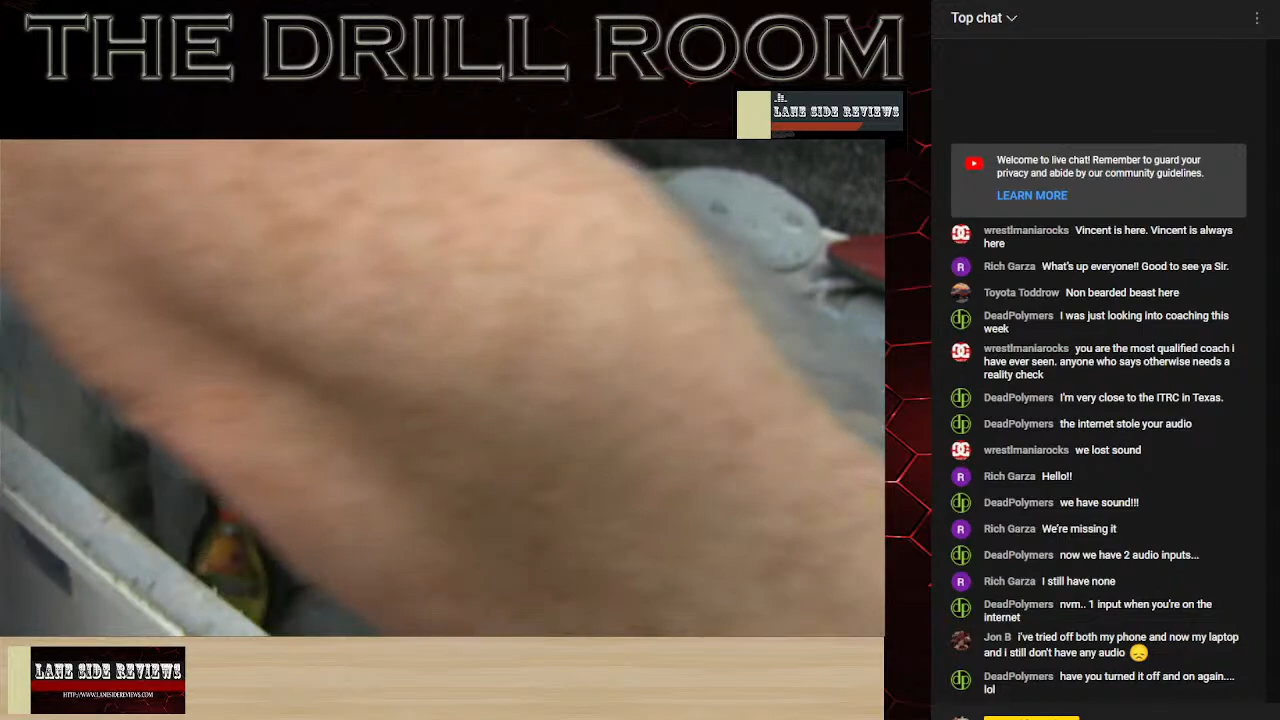 THE DRILL ROOM
LANE SIDE REVIEWS
LANE SIDE REVIEWS
HTTP://WWW.LANESIDEREVIEWS.COM
Top chat
Welcome to live chat! Remember to guard your
privacy and abide by our community guidelines.
LEARN MORE
wrestlmaniarocks Vincent is here. Vincent is always
here
Rich Garza What's up everyone!! Good to see ya Sir.
Toyota Toddrow Non bearded beast here
DeadPolymers I was just looking into coaching this
week
wrestlmaniarocks you are the most qualified coach i
have ever seen. anyone who says otherwise needs a
reality check
DeadPolymers I'm very close to the ITRC in Texas.
DeadPolymers the internet stole your audio
wrestlmaniarocks we lost sound
R Rich Garza Hello!!
DeadPolymers we have sound!!!
R Rich Garza We're missing it
DeadPolymers now we have 2 audio inputs...
R Rich Garza I still have none
DeadPolymers nvm.. 1 input when you're on the
internet
Jon B i've tried off both my phone and now my laptop
and i still don't have any audio 😞
DeadPolymers have you turned it off and on again....
lol